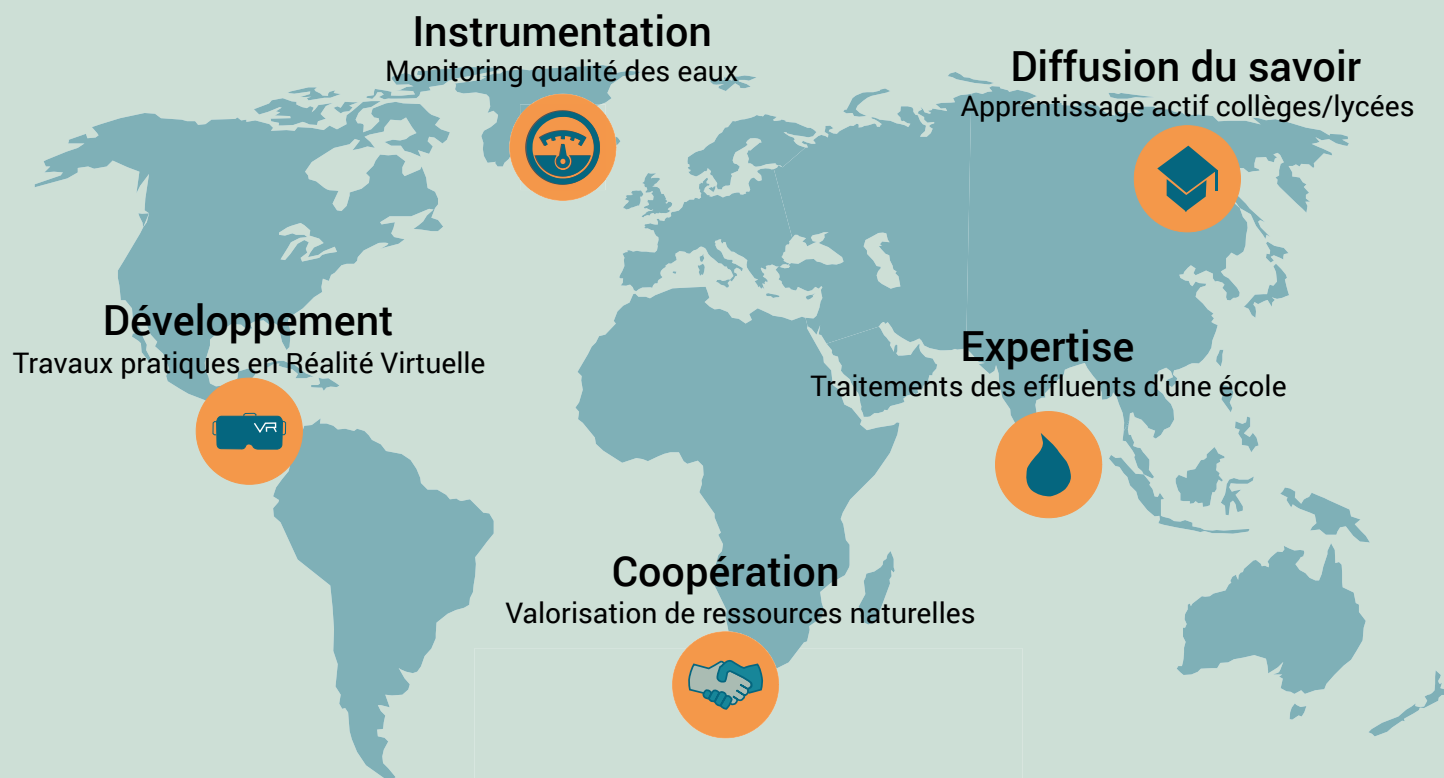 Instrumentation
Monitoring qualité des eaux
Diffusion du savoir
Apprentissage actif collèges/lycées
Développement
Travaux pratiques en Réalité Virtuelle
VR
Expertise
Traitements des effluents d'une école
Coopération
Valorisation de ressources naturelles